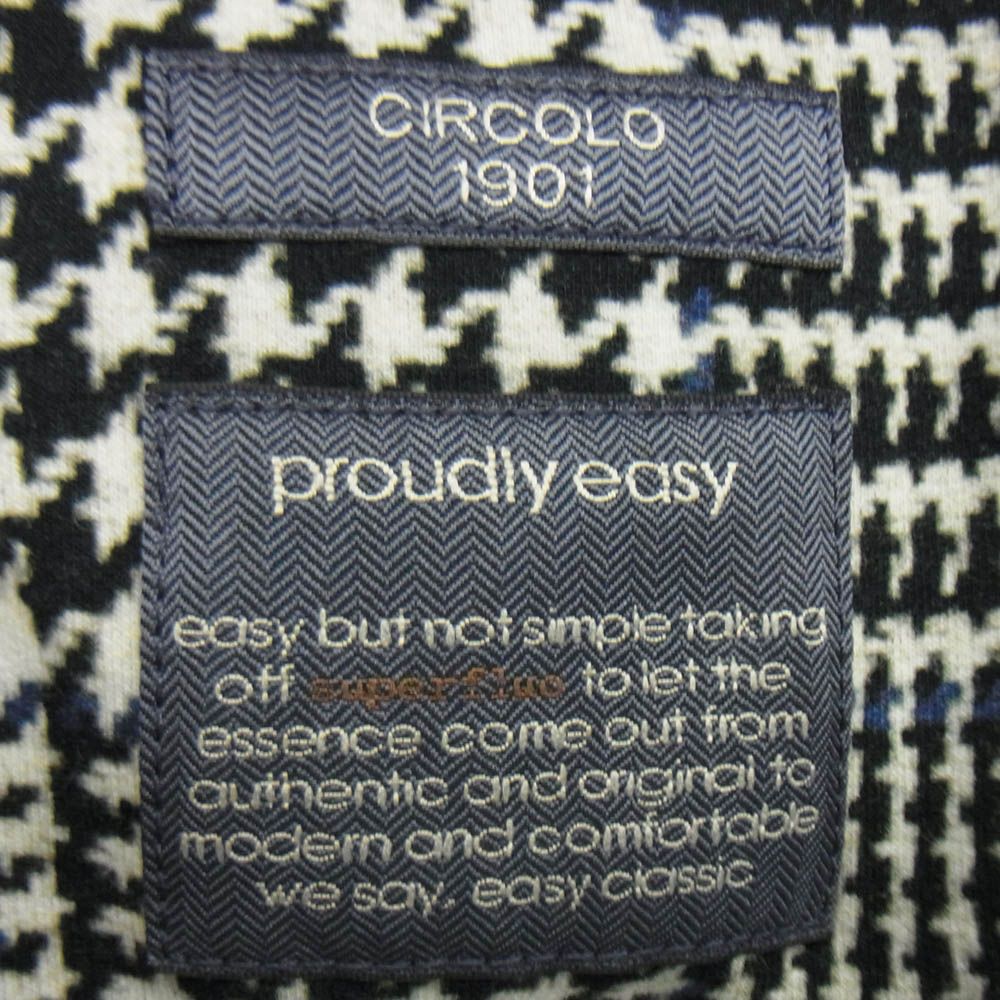 CIRCOLO
1901
proudly easy
easy but not simple taking
off superfluo to let the
essence come out from
authentic and original to
modern and comfortable
we say. easy classic